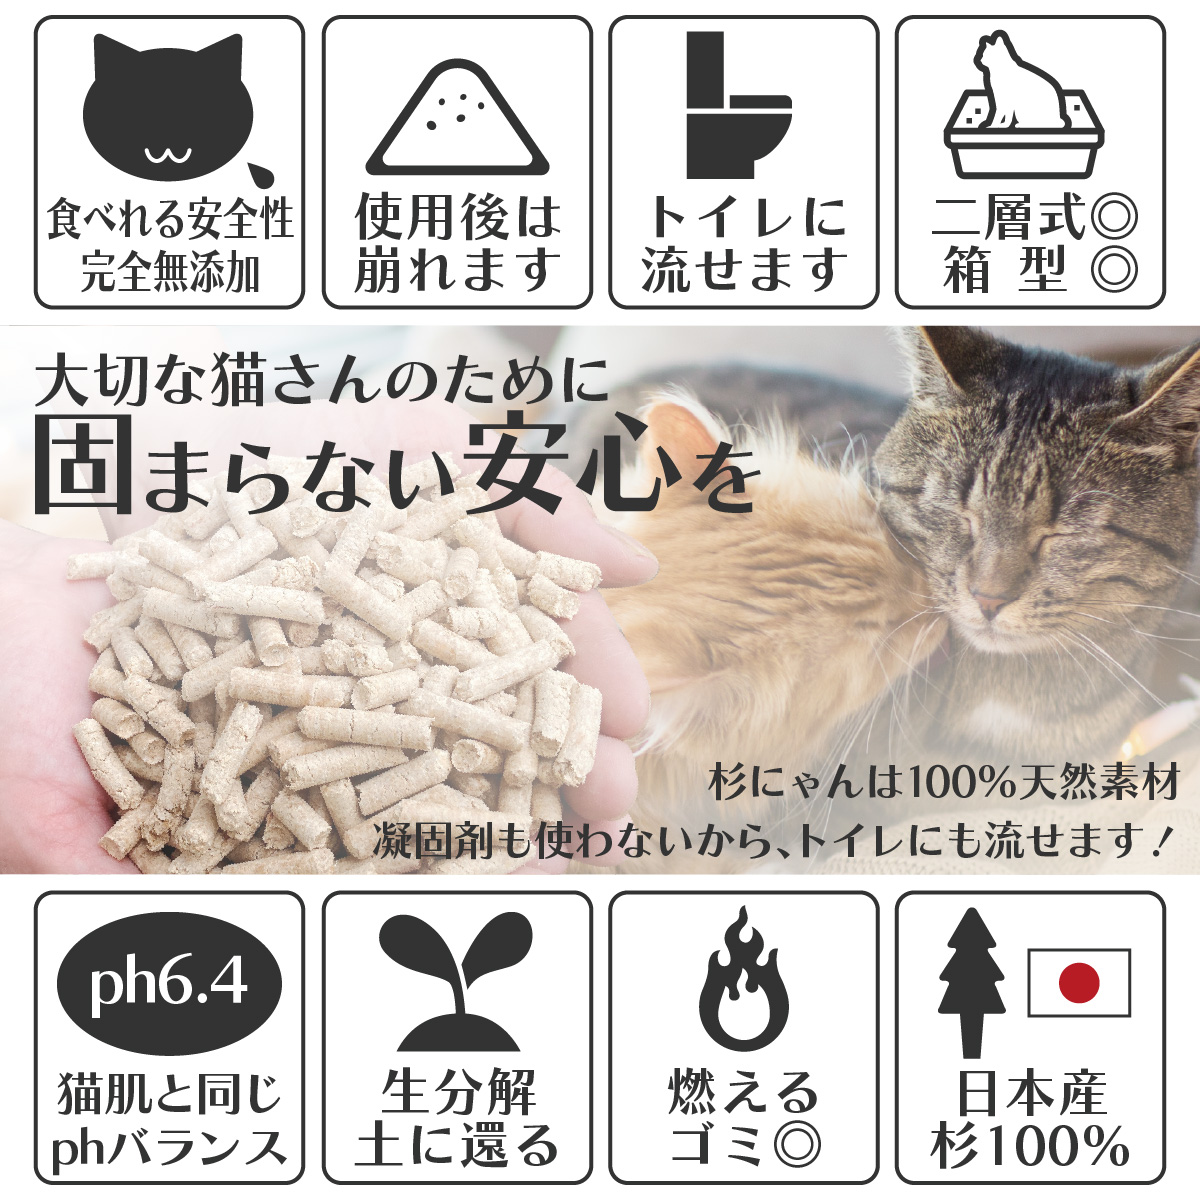 食べれる安全性
完全無添加
使用後は
崩れます
トイレに
流せます
二層式◎
箱型◎
大切な猫さんのために
固まらない安心を
杉にゃんは100%天然素材
凝固剤も使わないから、トイレにも流せます！
ph6.4
猫肌と同じ
phバランス
生分解
土に還る
燃える
ゴミ◎
日本産
杉100%